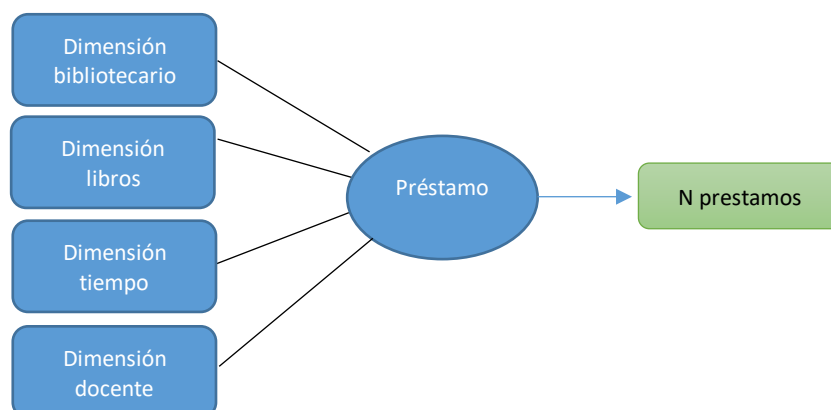 Dimensión
bibliotecario
Dimensión
libros
Préstamo
N prestamos
Dimensión
tiempo
Dimensión
docente